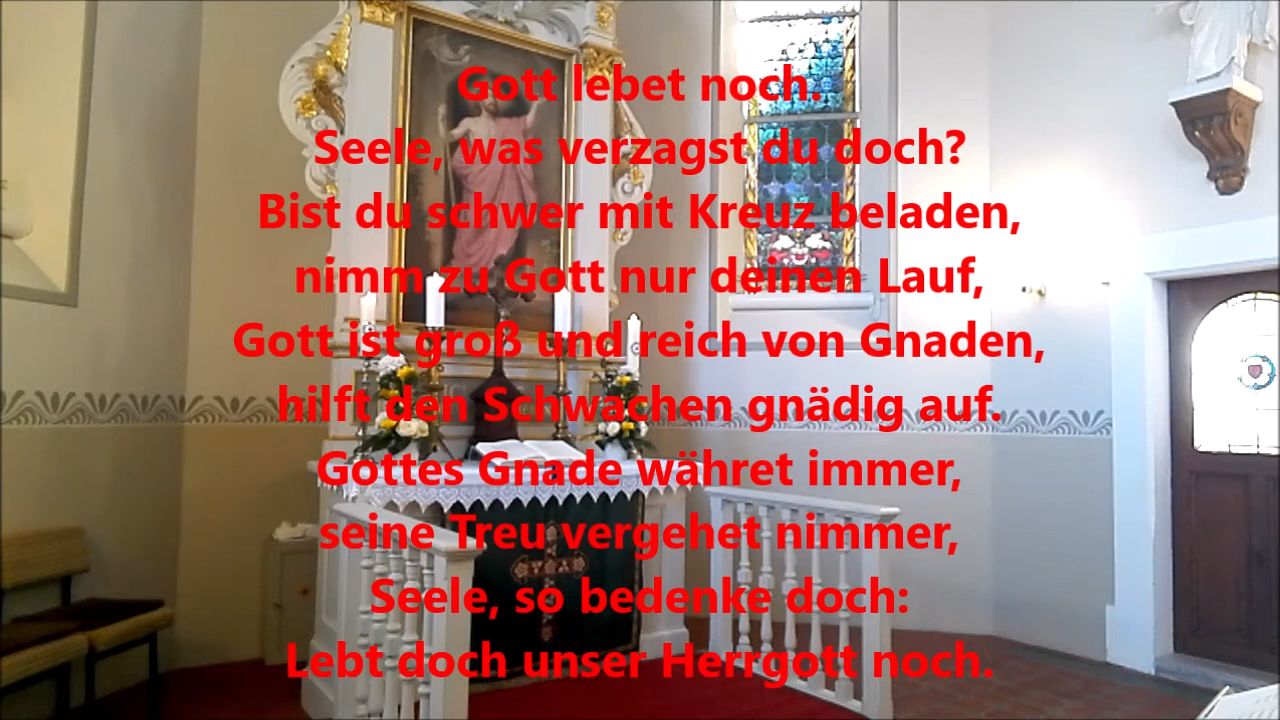 Gott lebet noch.
Seele, was verzagst du doch?
Bist du schwer mit Kreuz beladen,
nimm zu Gott nur deinen Lauf,
Gott ist groß und reich von Gnaden,
hilft den Schwachen gnädig auf.
Gottes Gnade währet immer,
seine Treu vergehet nimmer,
Seele, so bedenke doch:
Lebt doch unser Herrgott noch.